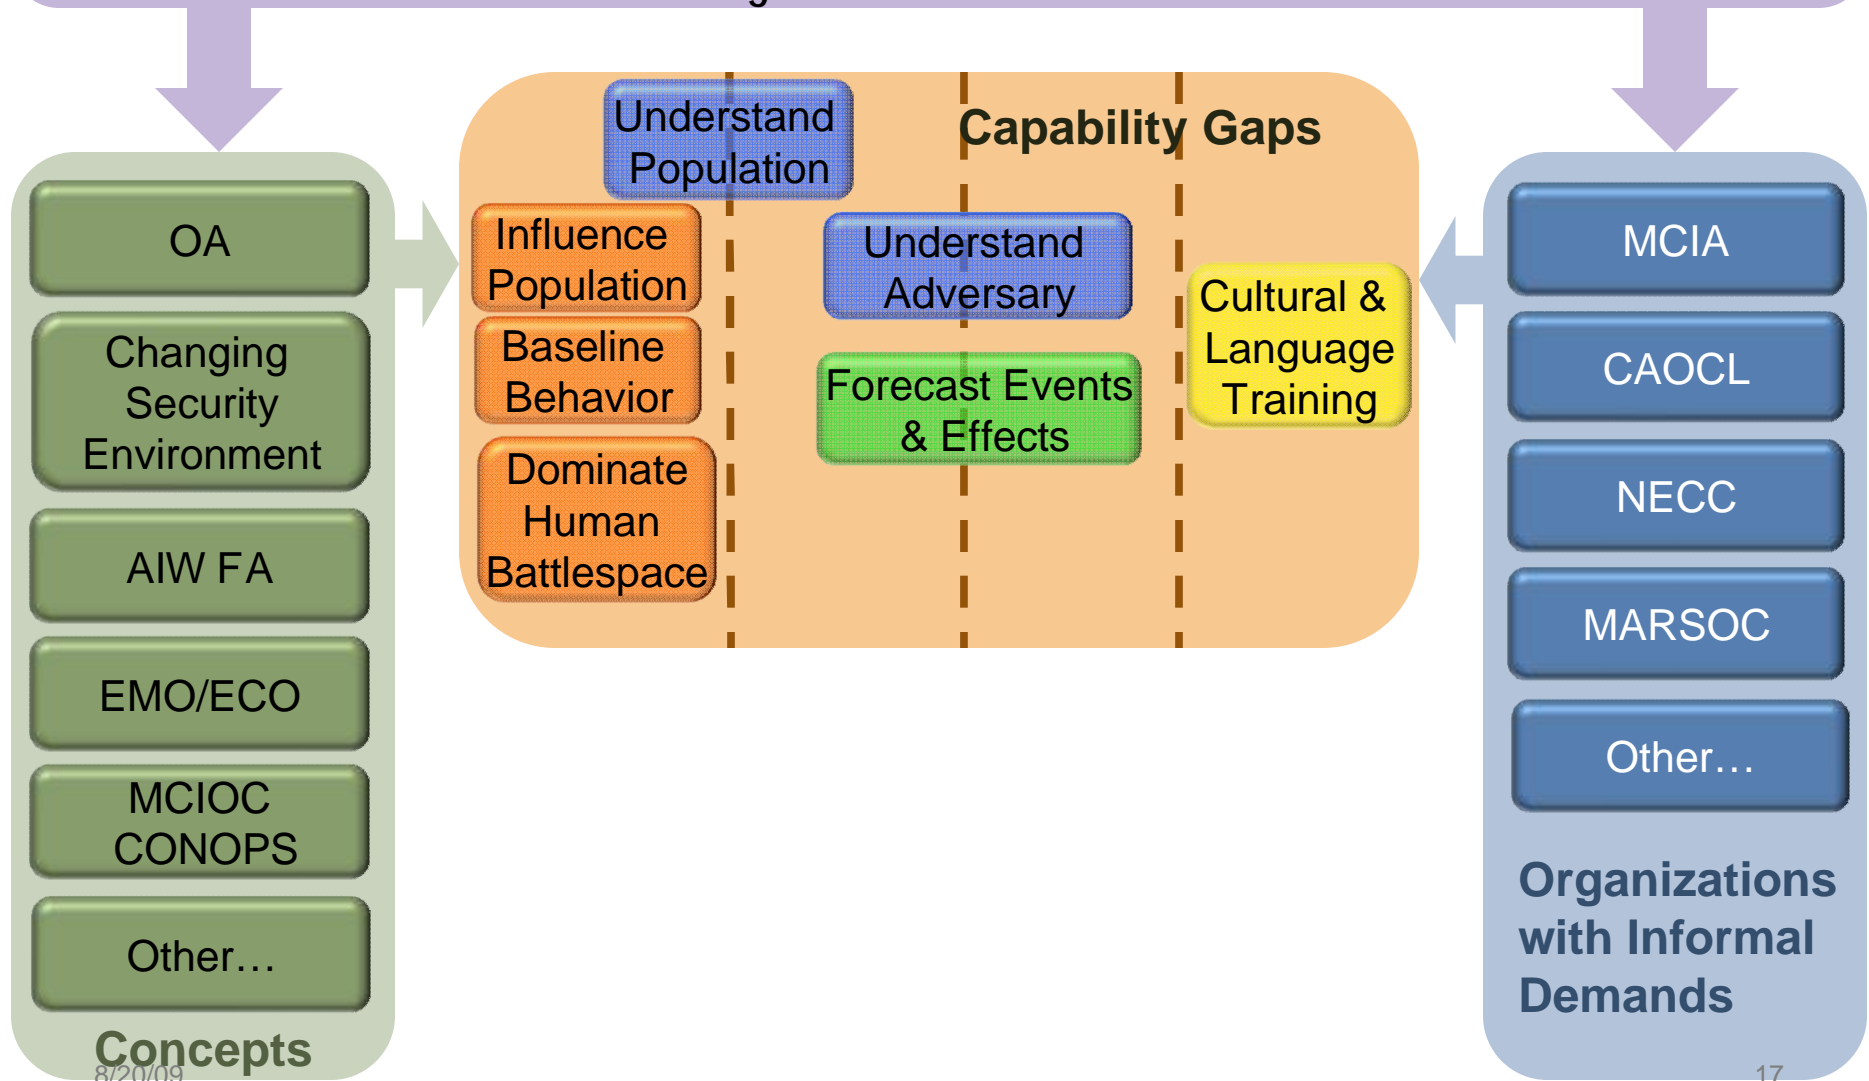 OA
Changing
Security
Environment
AIW FA
EMO/ECO
MCIOC
CONOPS
Other…
Concepts
8/20/09
Capability Gaps
Understand
Population
Influence
Population
Baseline
Behavior
Dominate
Human
Battlespace
Understand
Adversary
Forecast Events
& Effects
Cultural &
Language
Training
MCIA
CAOCL
NECC
MARSOC
Other…
Organizations
with Informal
Demands
17